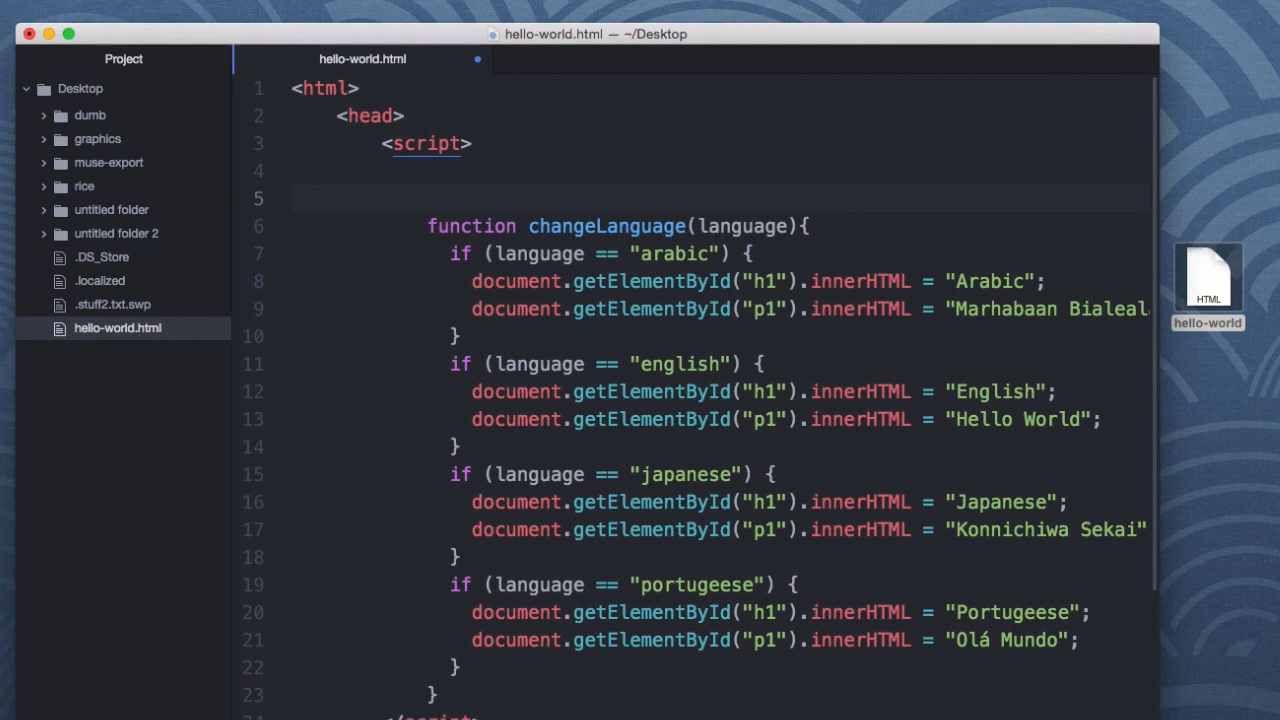 hello-world.html — ~/Desktop
Project
hello-world.html
Desktop
dumb
graphics
muse-export
rice
untitled folder
untitled folder 2
.DS_Store
.localized
.stuff2.txt.swp
hello-world.html
1 <html>
2 <head>
3 <script>
4
5
6 function changeLanguage(language){
7 if (language == "arabic") {
8 document.getElementById("h1").innerHTML = "Arabic";
9 document.getElementById("p1").innerHTML = "Marhabaan Bialeal
10 }
11 if (language == "english") {
12 document.getElementById("h1").innerHTML = "English";
13 document.getElementById("p1").innerHTML = "Hello World";
14 }
15 if (language == "japanese") {
16 document.getElementById("h1").innerHTML = "Japanese";
17 document.getElementById("p1").innerHTML = "Konnichiwa Sekai"
18 }
19 if (language == "portugeese") {
20 document.getElementById("h1").innerHTML = "Portugeese";
21 document.getElementById("p1").innerHTML = "Olá Mundo";
22 }
23 }
24 </script>
HTML
hello-world